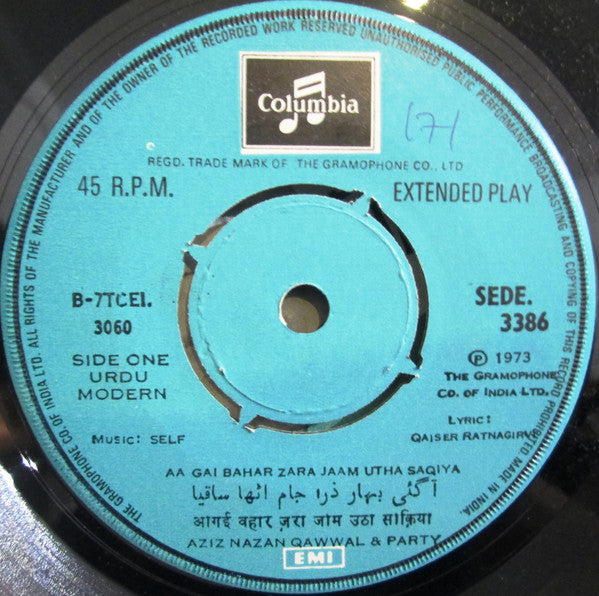 THE GRAMOPHONE CO. OF INDIA LTD. ALL RIGHTS OF THE MANUFACTURER AND OF THE OWNER OF THE RECORDED WORK RESERVED UNAUTHORISED PUBLIC PERFORMANCE BROADCASTING AND COPYING OF THIS RECORD PROHIBITED MADE IN INDIA.
Columbia
171
REGD. TRADE MARK OF THE GRAMOPHONE CO., LTD
45 R.P.M.
EXTENDED PLAY
B-7TCEI.
3060
SEDE.
3386
SIDE ONE
URDU
MODERN
℗ 1973
THE GRAMOPHONE
CO. OF INDIA LTD.
MUSIC: SELF
LYRIC:
QAISER RATNAGIRVI
AA GAI BAHAR ZARA JAAM UTHA SAQIYA
آگئی بہار ذرا جام اٹھا ساقیا
आगई बहार ज़रा जाम उठा साक़िया
AZIZ NAZAN QAWWAL & PARTY
EMI